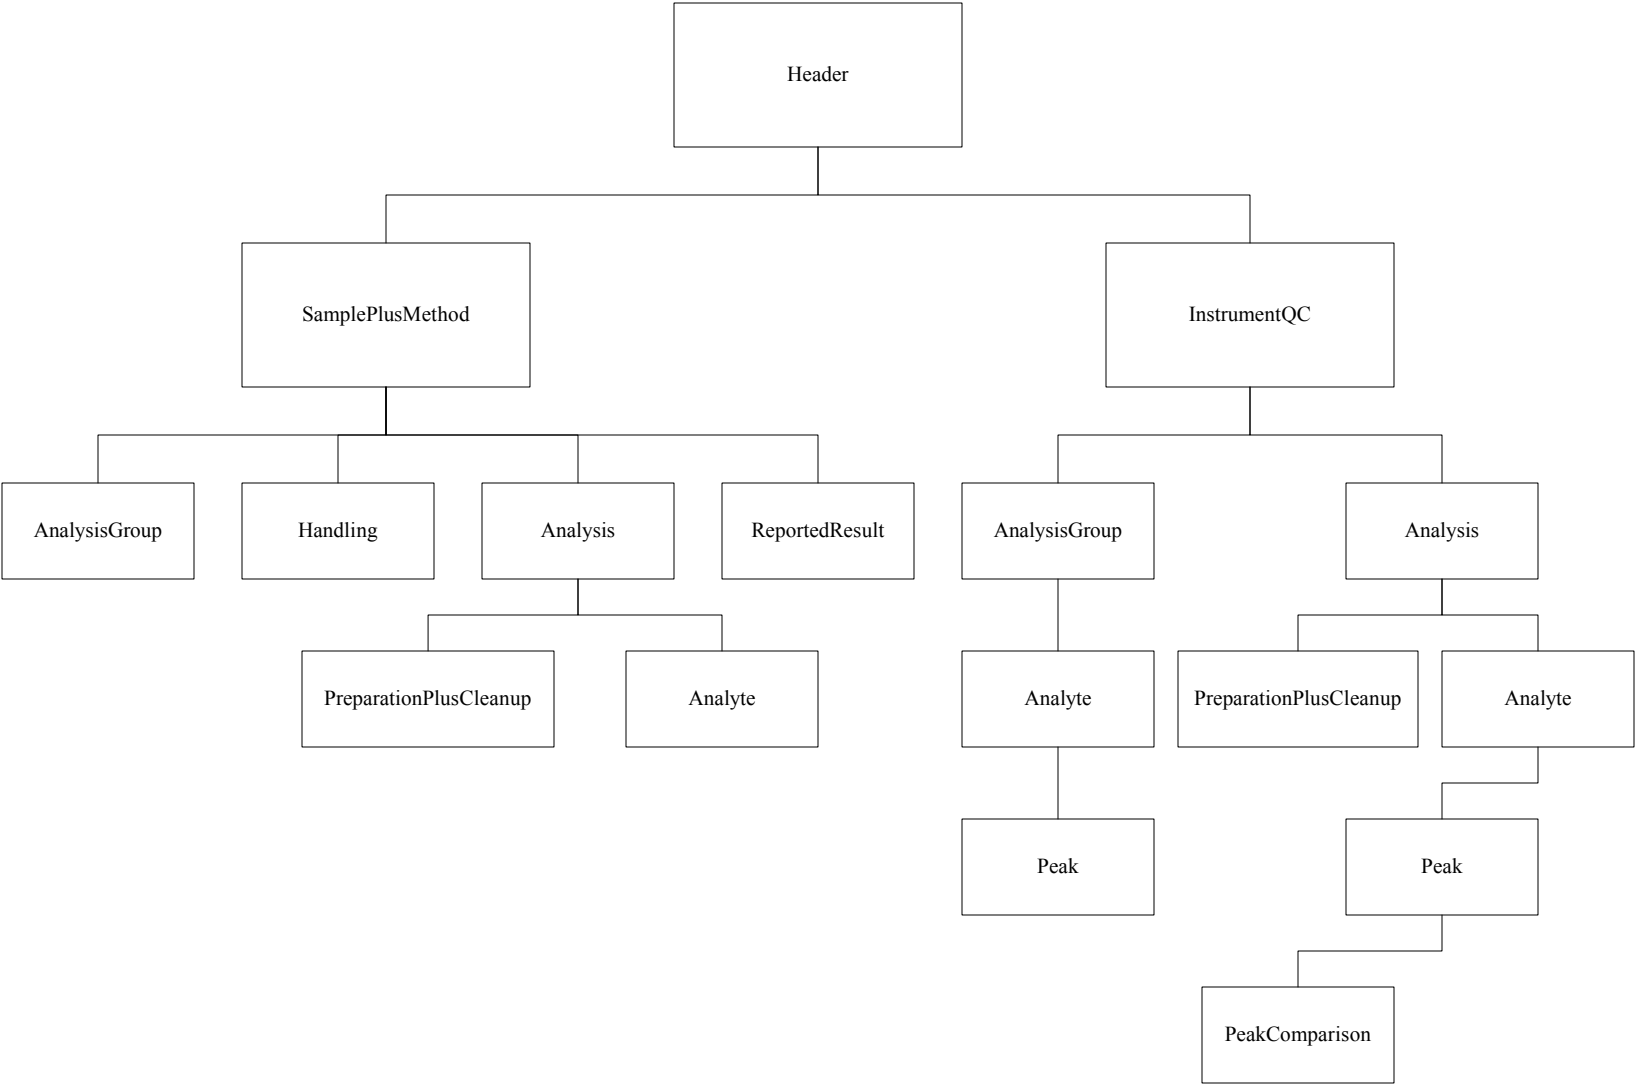 Header
SamplePlusMethod
InstrumentQC
AnalysisGroup
Handling
Analysis
ReportedResult
AnalysisGroup
Analysis
PreparationPlusCleanup
Analyte
Analyte
PreparationPlusCleanup
Analyte
Peak
Peak
PeakComparison